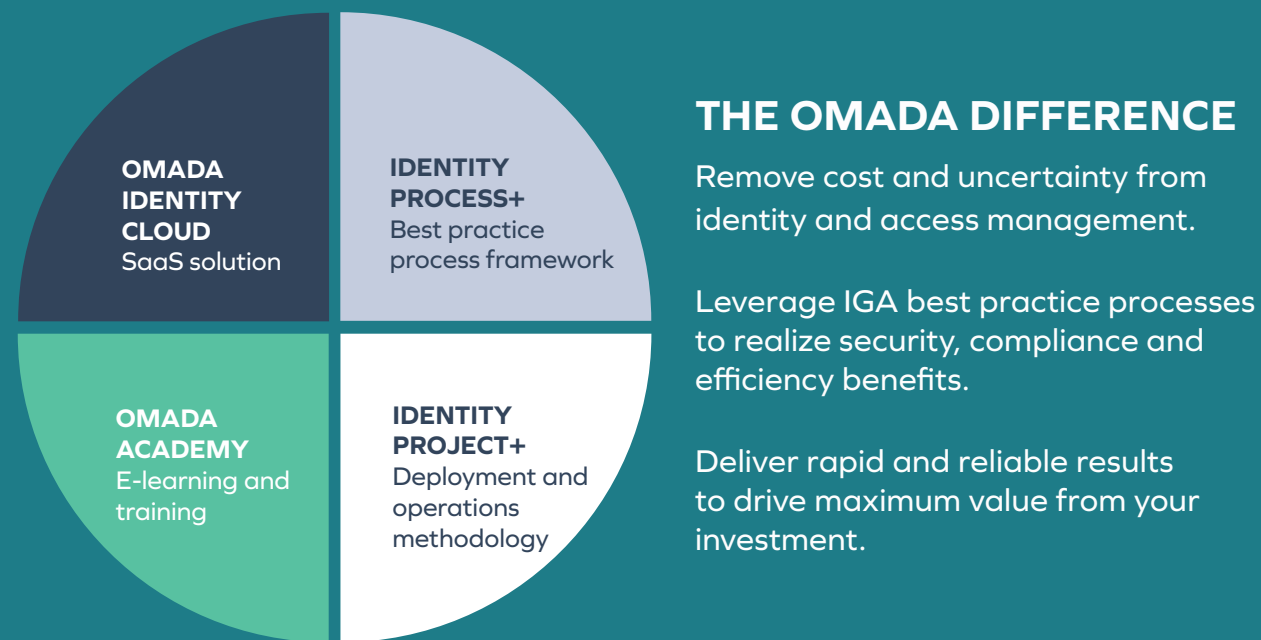 OMADA
IDENTITY
CLOUD
SaaS solution
IDENTITY
PROCESS+
Best practice
process framework
OMADA
ACADEMY
E-learning and
training
IDENTITY
PROJECT+
Deployment and
operations
methodology
THE OMADA DIFFERENCE
Remove cost and uncertainty from
identity and access management.
Leverage IGA best practice processes
to realize security, compliance and
efficiency benefits.
Deliver rapid and reliable results
to drive maximum value from your
investment.